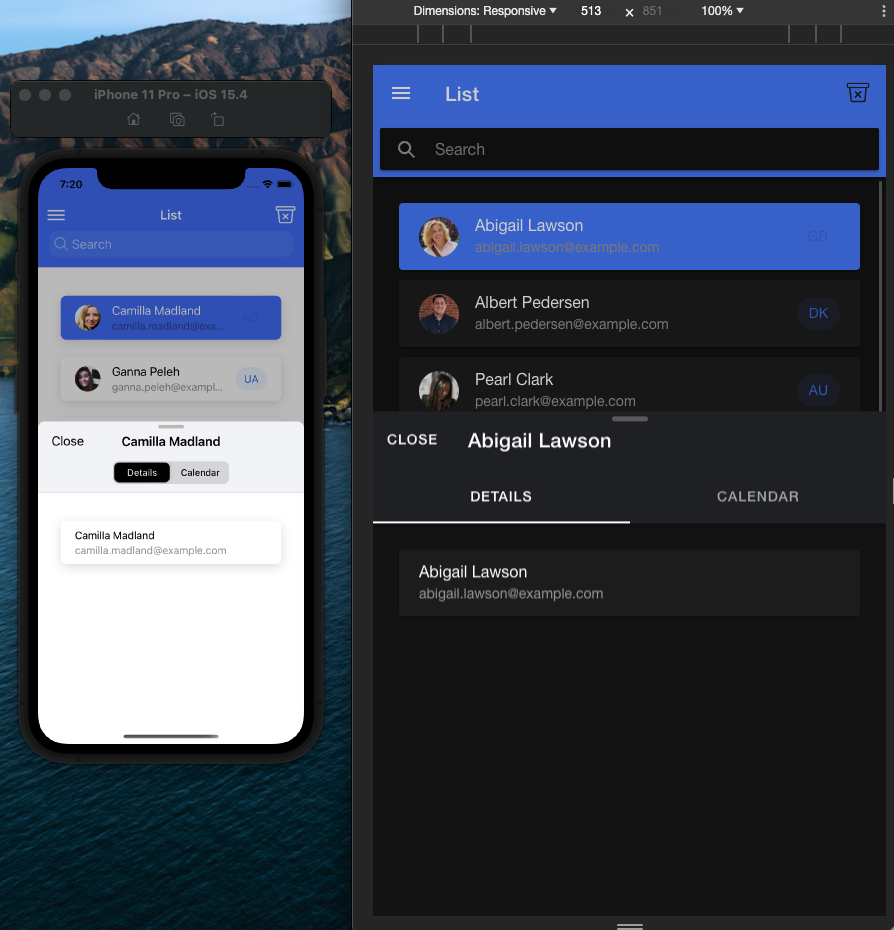 iPhone 11 Pro – iOS 15.4
7:20
List
Search
Camilla Madland
camilla.madland@exa...
NO
Ganna Peleh
ganna.peleh@exampl...
UA
Close
Camilla Madland
Details
Calendar
Camilla Madland
camilla.madland@example.com
Dimensions: Responsive
513
×
851
100%
List
Search
Abigail Lawson
abigail.lawson@example.com
GB
Albert Pedersen
albert.pedersen@example.com
DK
Pearl Clark
pearl.clark@example.com
AU
CLOSE
Abigail Lawson
DETAILS
CALENDAR
Abigail Lawson
abigail.lawson@example.com